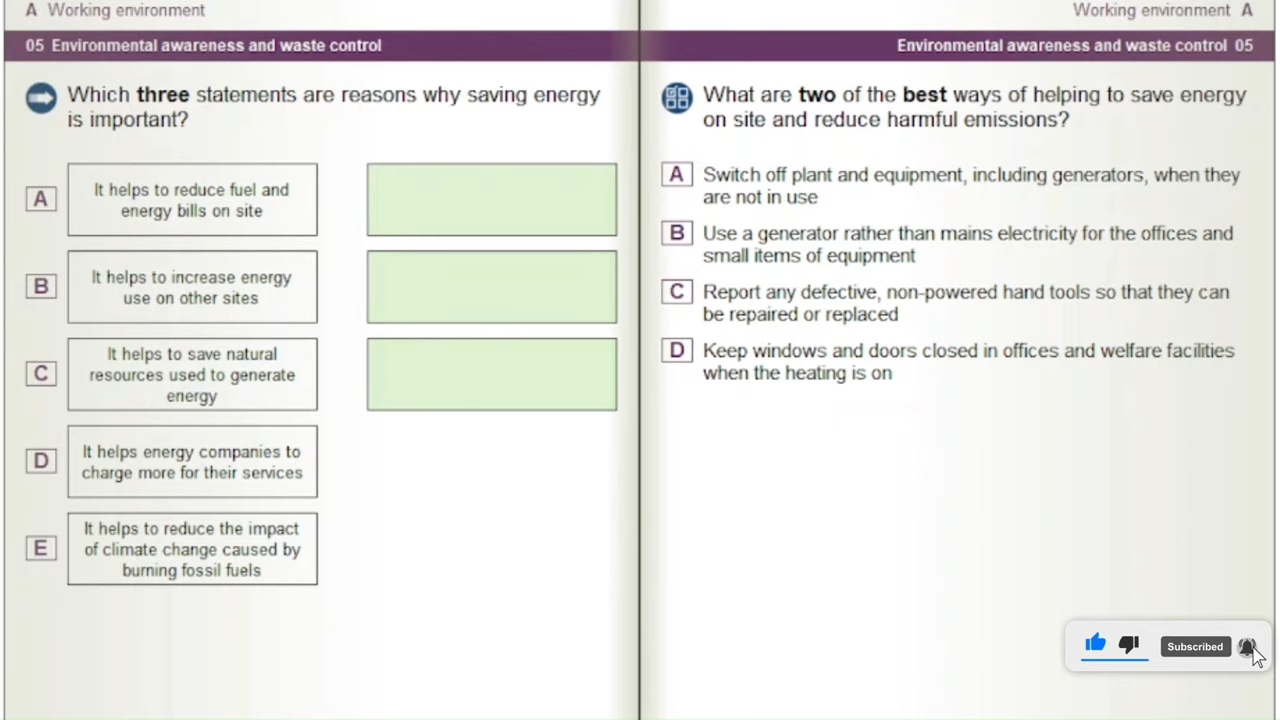 A Working environment
05 Environmental awareness and waste control
Which three statements are reasons why saving energy
is important?
A
It helps to reduce fuel and
energy bills on site
B
It helps to increase energy
use on other sites
C
It helps to save natural
resources used to generate
energy
D
It helps energy companies to
charge more for their services
E
It helps to reduce the impact
of climate change caused by
burning fossil fuels
Working environment A
Environmental awareness and waste control 05
What are two of the best ways of helping to save energy
on site and reduce harmful emissions?
A Switch off plant and equipment, including generators, when they
are not in use
B Use a generator rather than mains electricity for the offices and
small items of equipment
C Report any defective, non-powered hand tools so that they can
be repaired or replaced
D Keep windows and doors closed in offices and welfare facilities
when the heating is on
Subscribed